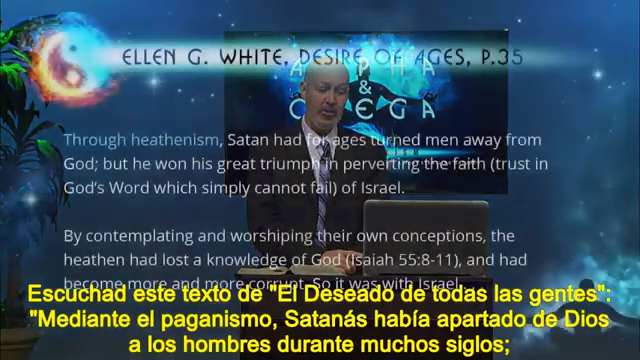 ELLEN G. WHITE, DESIRE OF AGES, P.35
ALPHA
&
OMEGA
Through heathenism, Satan had for ages turned men away from
God; but he won his great triumph in perverting the faith (trust in
God's Word which simply cannot fail) of Israel.
By contemplating and worshiping their own conceptions, the
heathen had lost a knowledge of God (Isaiah 55:8-11), and had
become more and more corrupt. So it was with Israel.
Escuchad este texto de "El Deseado de todas las gentes":
"Mediante el paganismo, Satanás había apartado de Dios
a los hombres durante muchos siglos;